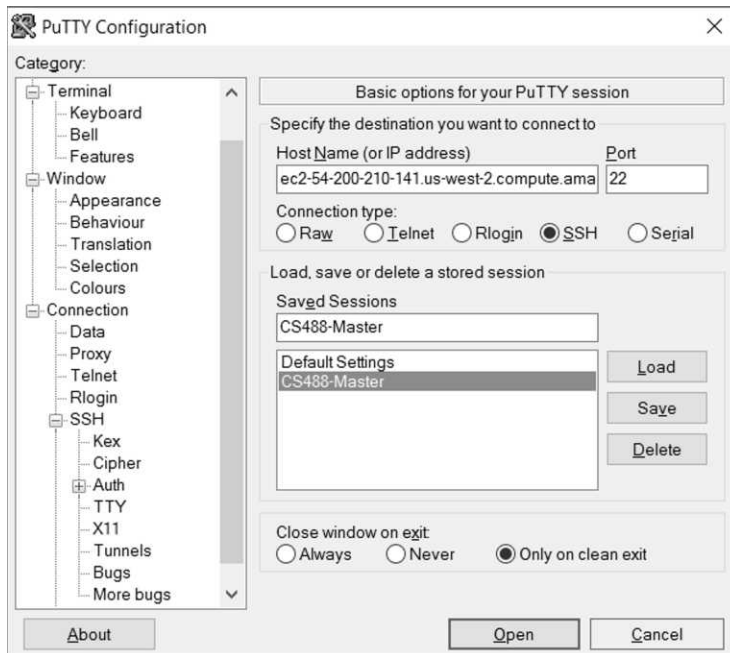 PuTTY Configuration
Category:
Terminal
Keyboard
Bell
Features
Window
Appearance
Behaviour
Translation
Selection
Colours
Connection
Data
Proxy
Telnet
Rlogin
SSH
Kex
Cipher
Auth
TTY
X11
Tunnels
Bugs
More bugs
Basic options for your PuTTY session
Specify the destination you want to connect to
Host Name (or IP address) Port
ec2-54-200-210-141.us-west-2.compute.ama 22
Connection type:
Raw Telnet Rlogin SSH Serial
Load, save or delete a stored session
Saved Sessions
CS488-Master
Default Settings
CS488-Master
Load
Save
Delete
Close window on exit:
Always Never Only on clean exit
About Open Cancel